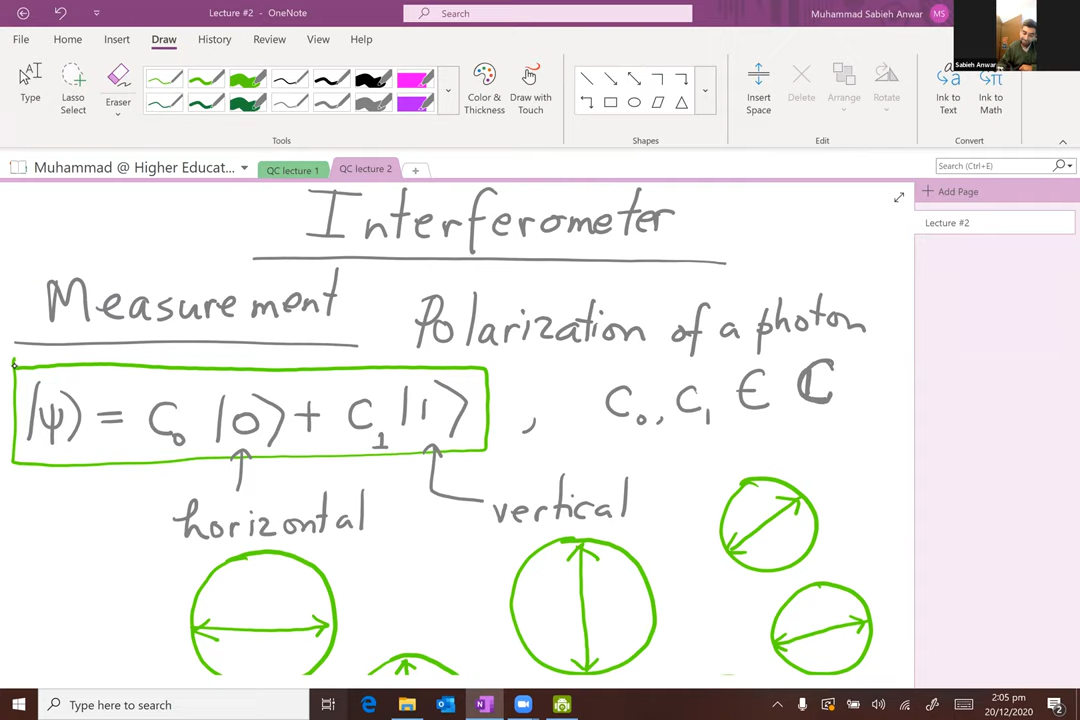 Lecture #2 - OneNote
Search
Muhammad Sabieh Anwar
MS
File Home Insert Draw History Review View Help
Sabieh Anwar
Type
Lasso Select
Eraser
Color & Thickness
Draw with Touch
Insert Space
Delete
Arrange
Rotate
Ink to Text
Ink to Math
Tools
Shapes
Edit
Convert
Muhammad @ Higher Educat...
QC lecture 1
QC lecture 2
Search (Ctrl+E)
Add Page
Lecture #2
Interferometer
Measurement
Polarization of a photon
|ψ⟩ = C₀ |0⟩ + C₁ |1⟩ , C₀, C₁ ∈ ℂ
horizontal
vertical
Type here to search
2:05 pm
20/12/2020
2